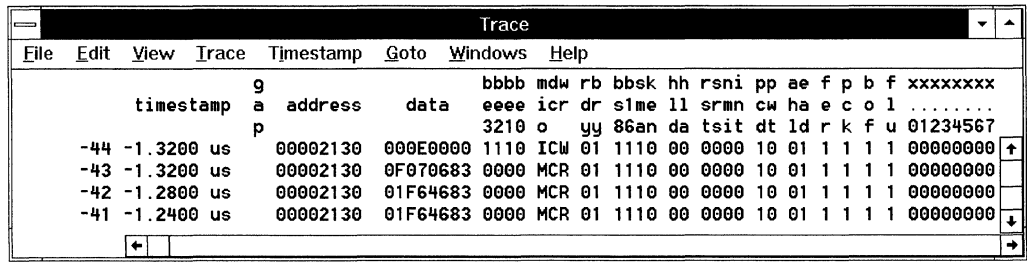 Trace
File Edit View Trace Timestamp Goto Windows Help
g bbbb mdw rb bbsk hh rsni pp ae f p b f xxxxxxxx
timestamp a address data eeee icr dr s1me ll srmn cw ha e c o l ........
p 3210 o yy 86an da tsit dt ld r k f u 01234567
-44 -1.3200 us 00002130 000E0000 1110 ICW 01 1110 00 0000 10 01 1 1 1 1 00000000
-43 -1.3200 us 00002130 0F070683 0000 MCR 01 1110 00 0000 10 01 1 1 1 1 00000000
-42 -1.2800 us 00002130 01F64683 0000 MCR 01 1110 00 0000 10 01 1 1 1 1 00000000
-41 -1.2400 us 00002130 01F64683 0000 MCR 01 1110 00 0000 10 01 1 1 1 1 00000000